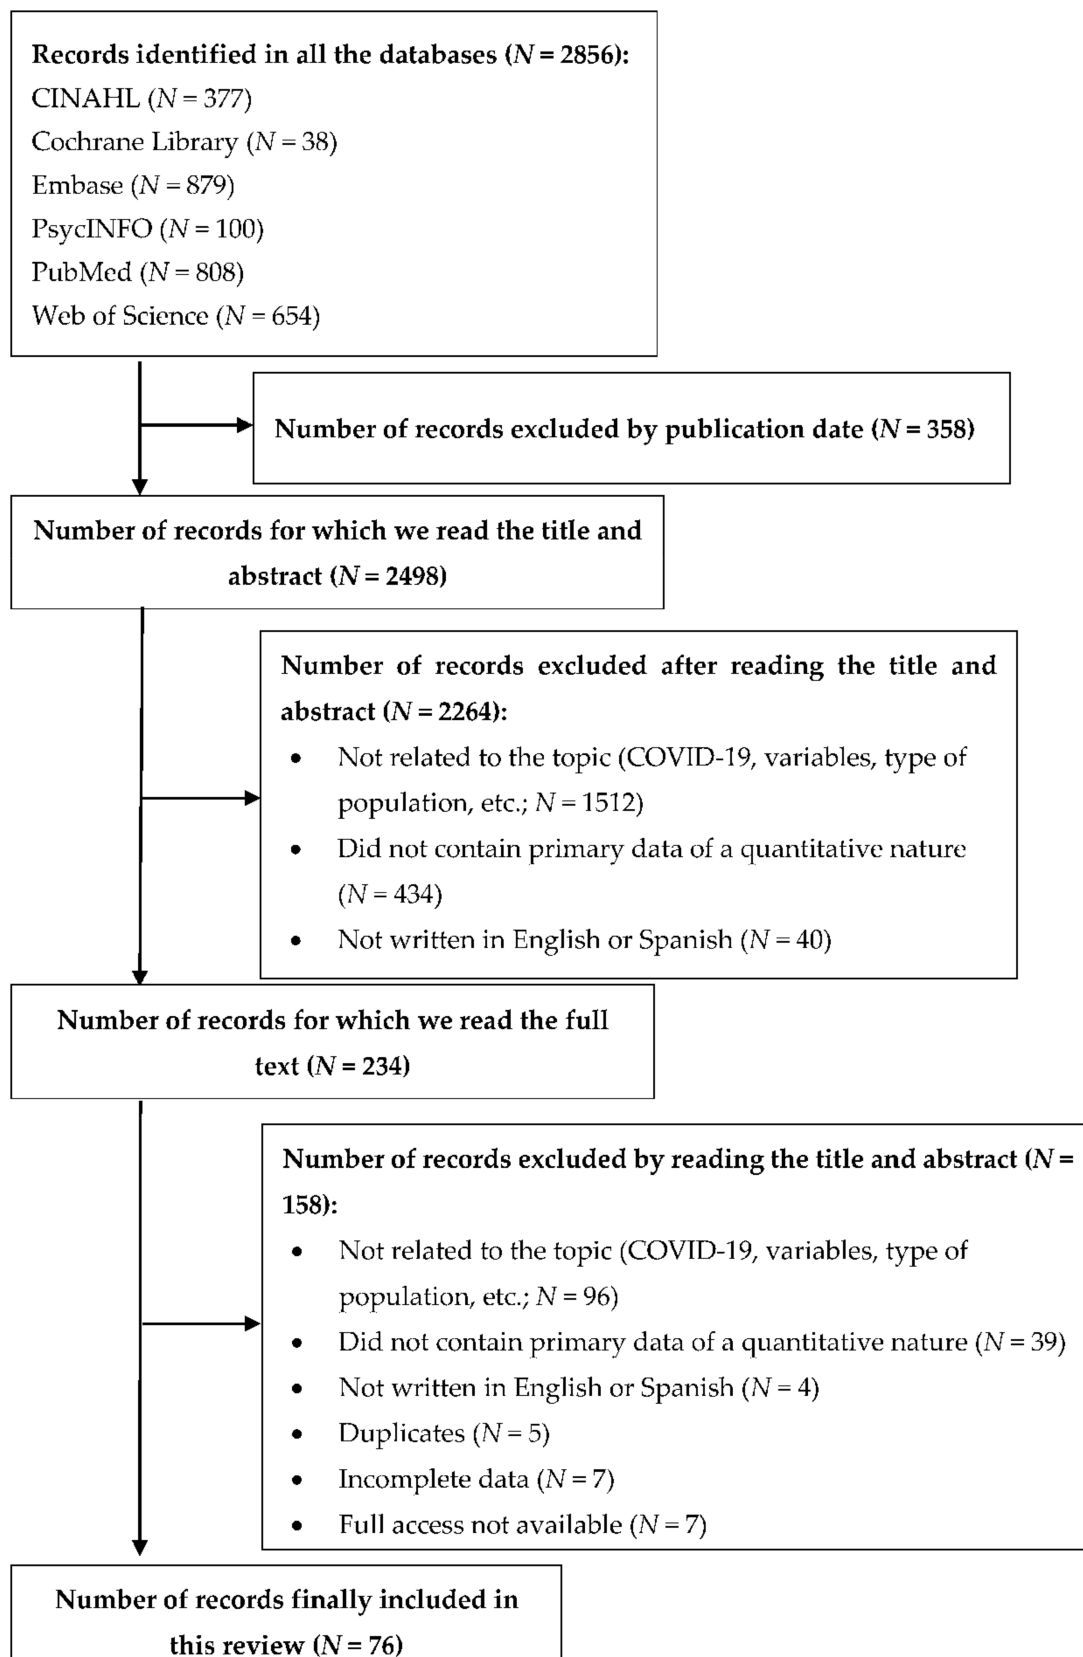 Records identified in all the databases (N = 2856):
CINAHL (N = 377)
Cochrane Library (N = 38)
Embase (N = 879)
PsycINFO (N = 100)
PubMed (N = 808)
Web of Science (N = 654)
Number of records excluded by publication date (N = 358)
Number of records for which we read the title and
abstract (N = 2498)
Number of records excluded after reading the title and
abstract (N = 2264):
• Not related to the topic (COVID-19, variables, type of
population, etc.; N = 1512)
• Did not contain primary data of a quantitative nature
(N = 434)
• Not written in English or Spanish (N = 40)
Number of records for which we read the full
text (N = 234)
Number of records excluded by reading the title and abstract (N =
158):
• Not related to the topic (COVID-19, variables, type of
population, etc.; N = 96)
• Did not contain primary data of a quantitative nature (N = 39)
• Not written in English or Spanish (N = 4)
• Duplicates (N = 5)
• Incomplete data (N = 7)
• Full access not available (N = 7)
Number of records finally included in
this review (N = 76)